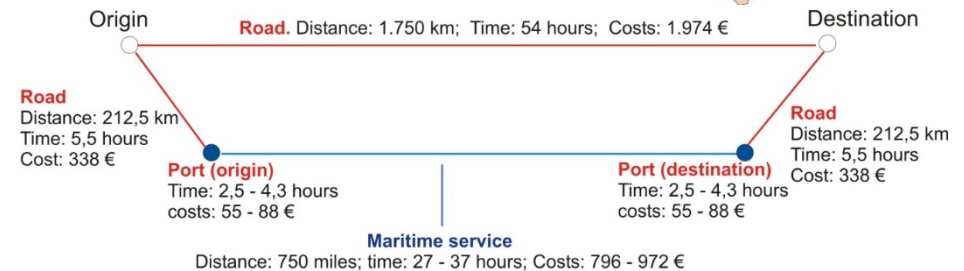 Origin
Destination
Road. Distance: 1.750 km; Time: 54 hours; Costs: 1.974 €
Road
Distance: 212,5 km
Time: 5,5 hours
Cost: 338 €
Port (origin)
Time: 2,5 - 4,3 hours
costs: 55 - 88 €
Port (destination)
Time: 2,5 - 4,3 hours
costs: 55 - 88 €
Road
Distance: 212,5 km
Time: 5,5 hours
Cost: 338 €
Maritime service
Distance: 750 miles; time: 27 - 37 hours; Costs: 796 - 972 €